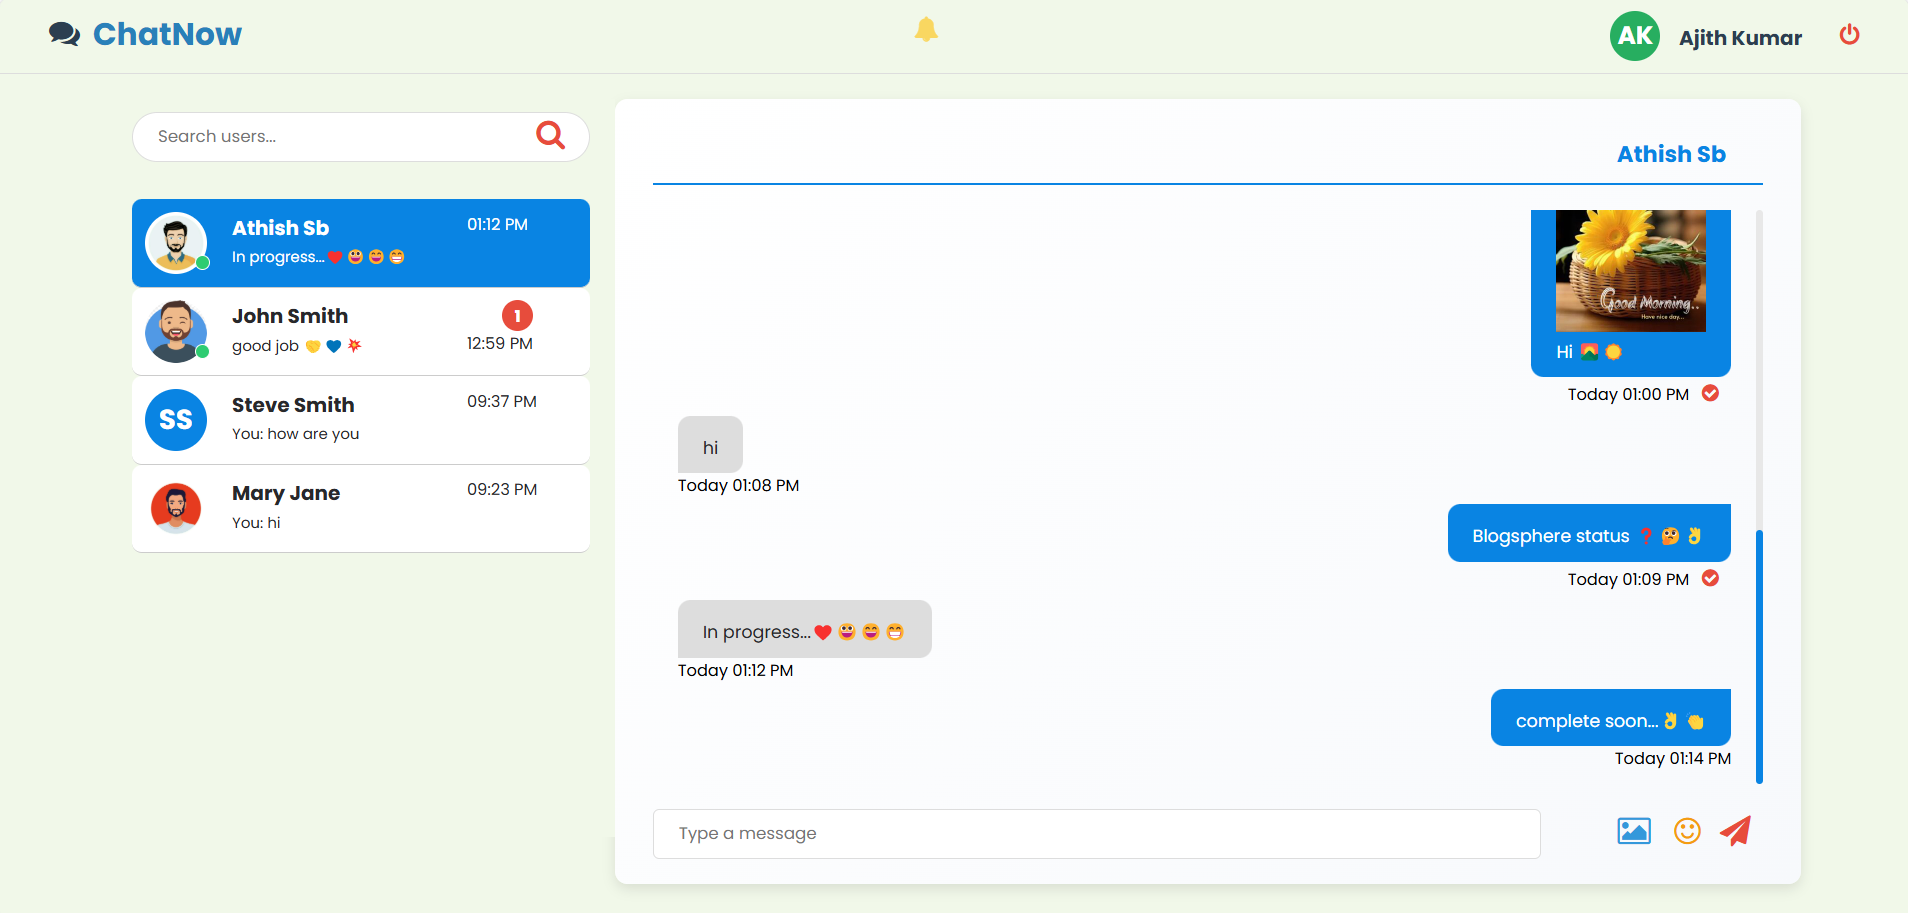 ChatNow
AK Ajith Kumar
Search users...
Athish Sb 01:12 PM
In progress...❤️😀😄😁
John Smith 1
good job 🤝💙💥 12:59 PM
SS Steve Smith 09:37 PM
You: how are you
Mary Jane 09:23 PM
You: hi
Athish Sb
Good Morning..
Have nice day...
Hi 🌄 🌞
Today 01:00 PM
hi
Today 01:08 PM
Blogsphere status ❓ 🤔 👌
Today 01:09 PM
In progress...❤️ 😀 😄 😁
Today 01:12 PM
complete soon...👌 👏
Today 01:14 PM
Type a message